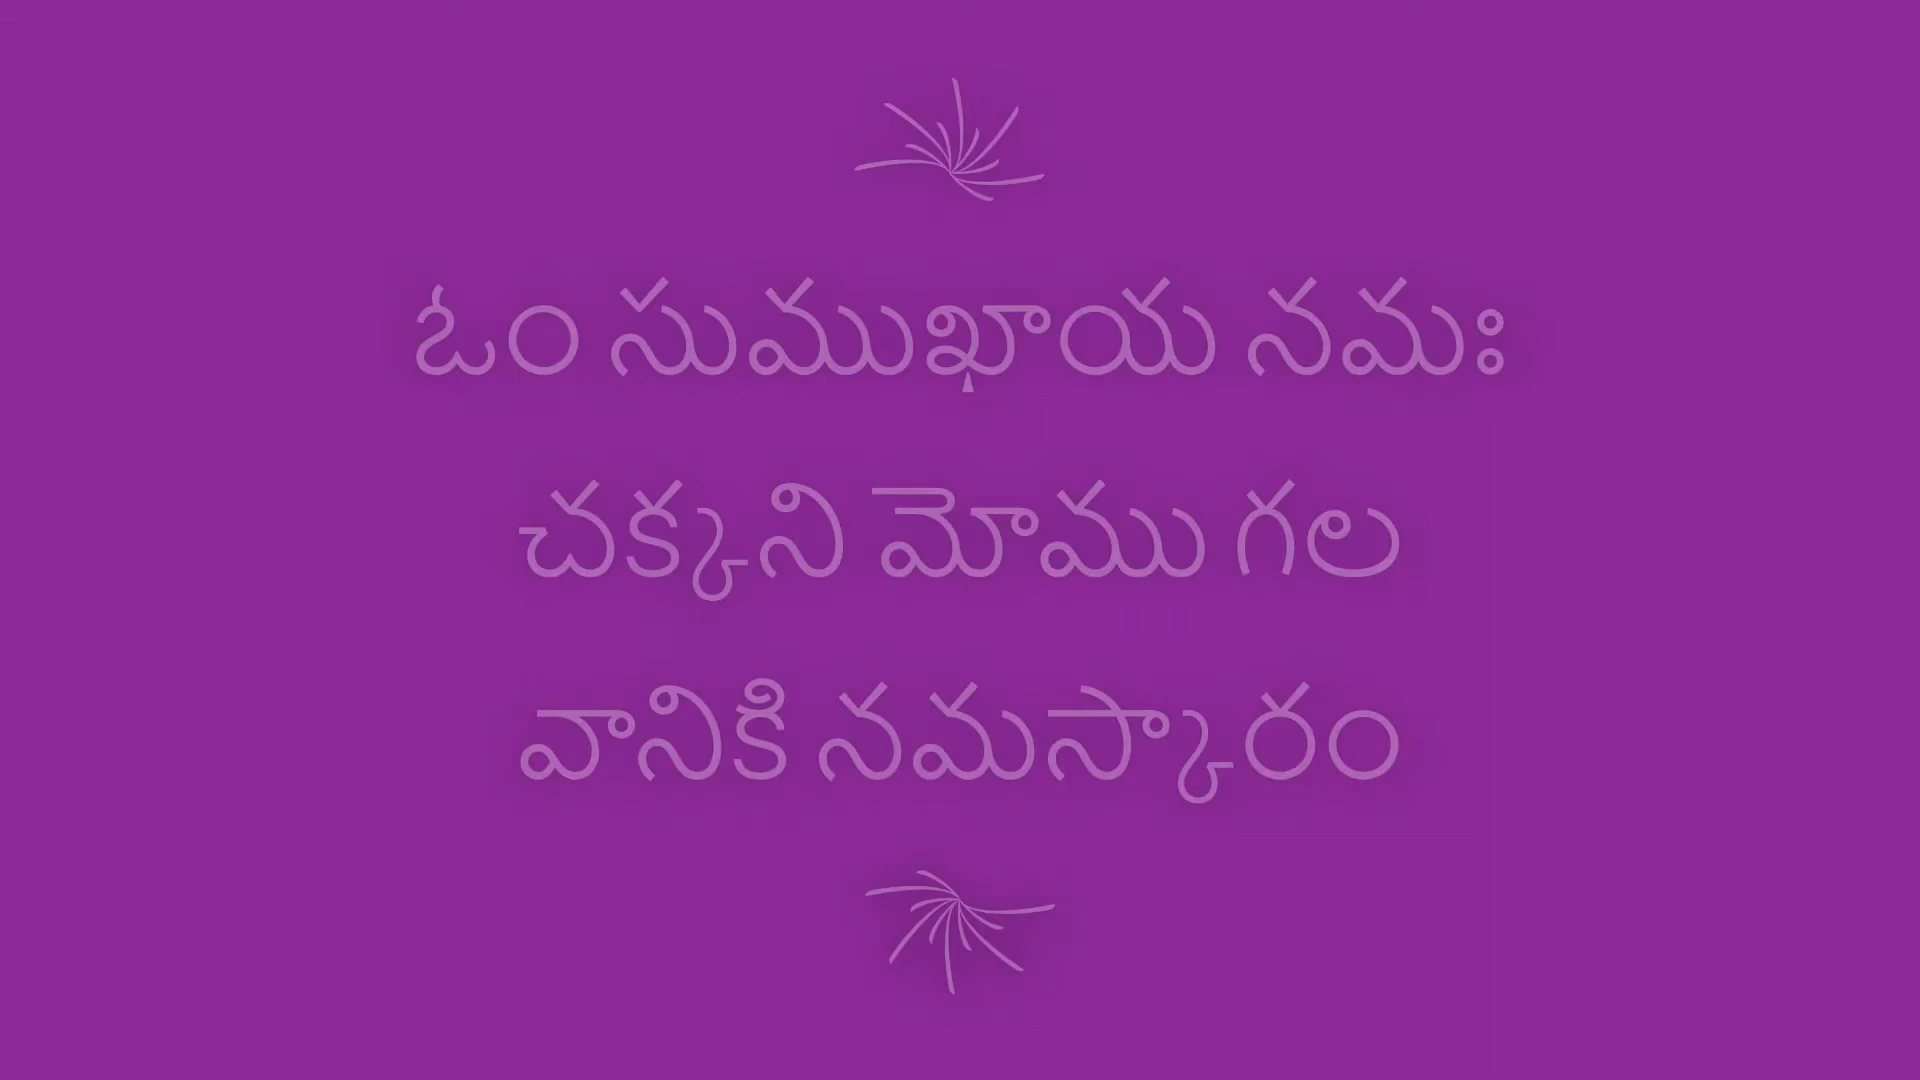 ఓం సుముఖాయ నమః
చక్కని మోము గల
వానికి నమస్కారం